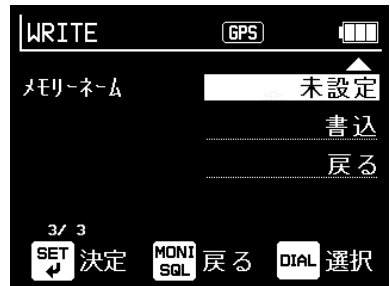 WRITE GPS
ﾒﾓﾘｰﾈｰﾑ 未設定
書込
戻る
3/ 3
SET 決定 MONI SQL 戻る DIAL 選択